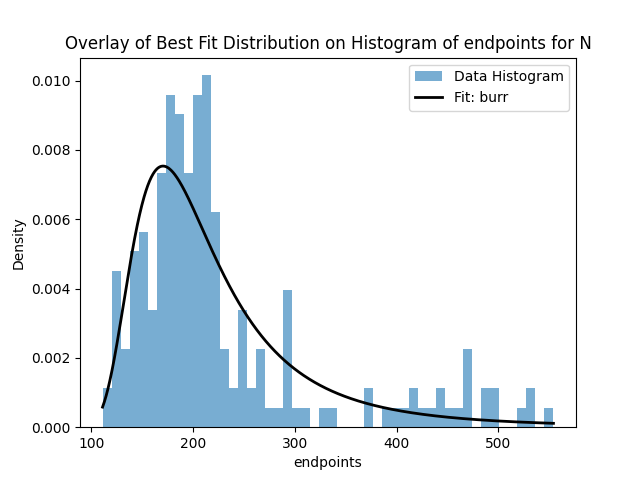 Overlay of Best Fit Distribution on Histogram of endpoints for N
Data Histogram
Fit: burr
Density
0.010
0.008
0.006
0.004
0.002
0.000
100 200 300 400 500
endpoints